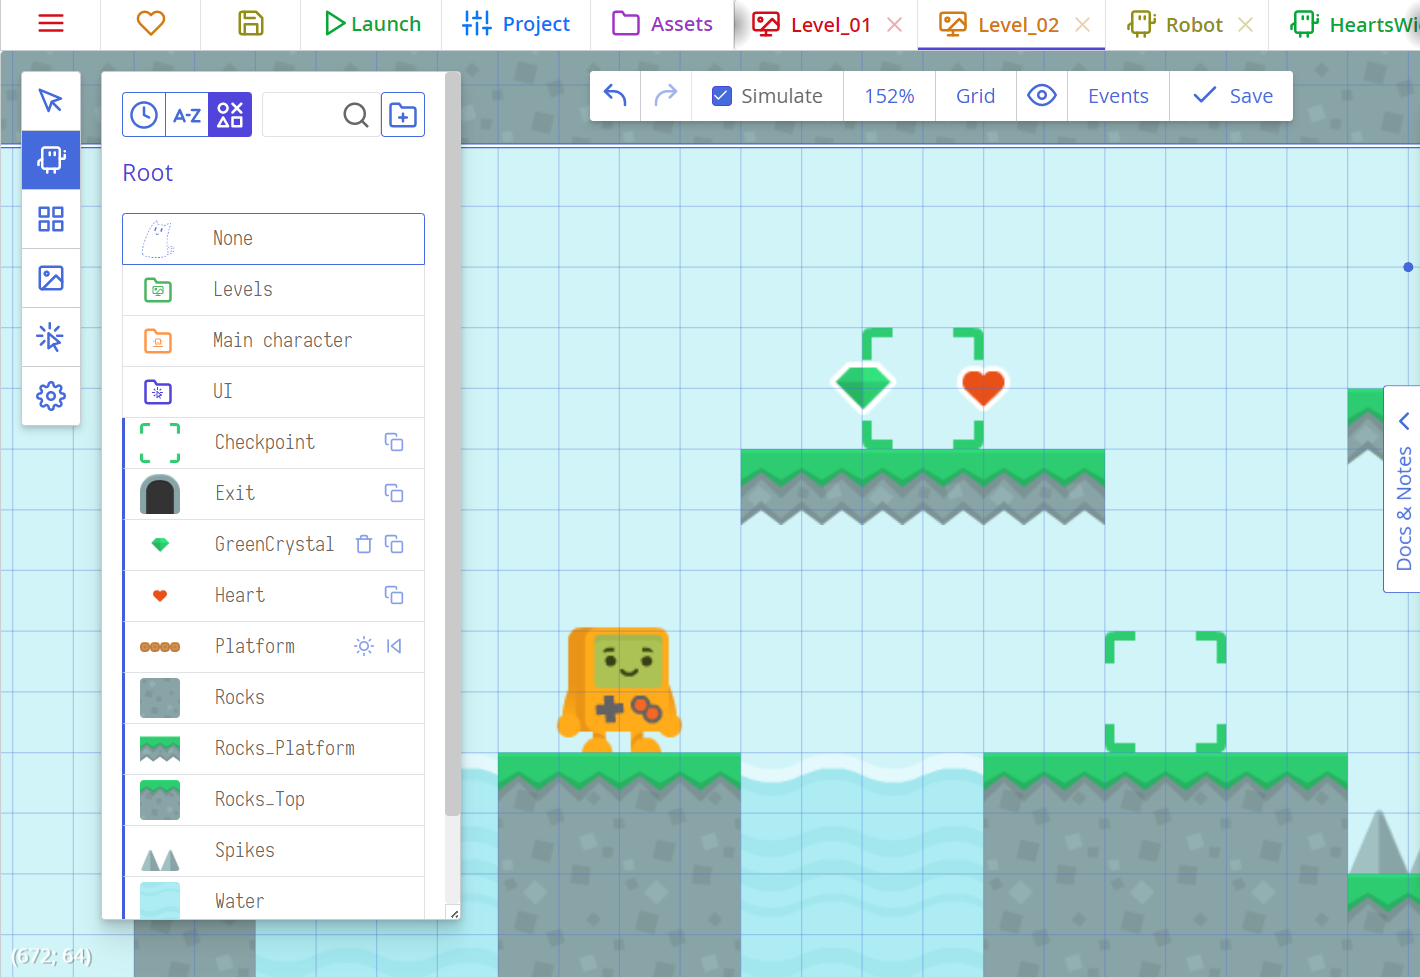 Launch Project Assets Level_01 Level_02 Robot HeartsWi
Simulate 152% Grid Events Save
A-Z
Root
None
Levels
Main character
UI
Checkpoint
Exit
GreenCrystal
Heart
Platform
Rocks
Rocks_Platform
Rocks_Top
Spikes
Water
Docs & Notes
(672; 64)